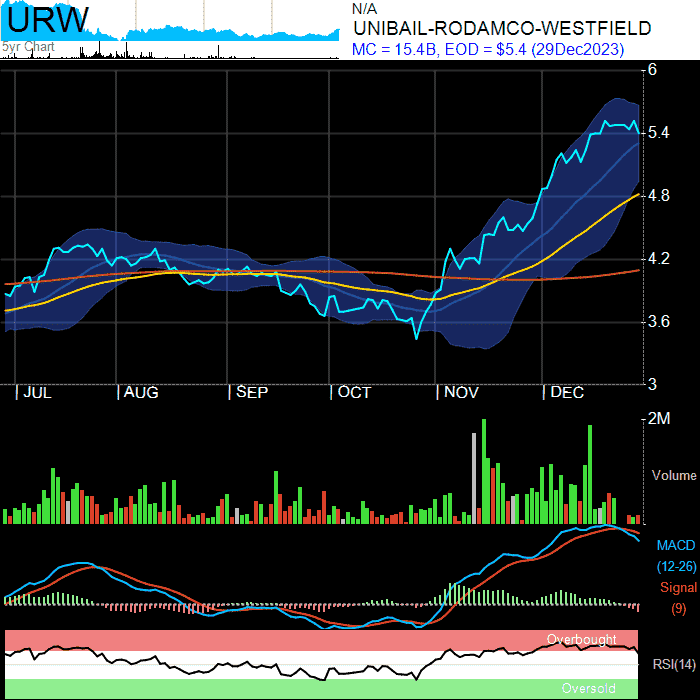 URW
5yr Chart
N/A
UNIBAIL-RODAMCO-WESTFIELD
MC = 15.4B, EOD = $5.4 (29Dec2023)
6
5.4
4.8
4.2
3.6
3
| JUL | AUG | SEP | OCT | NOV | DEC
2M
Volume
MACD
(12-26)
Signal
(9)
Overbought
RSI(14)
Oversold